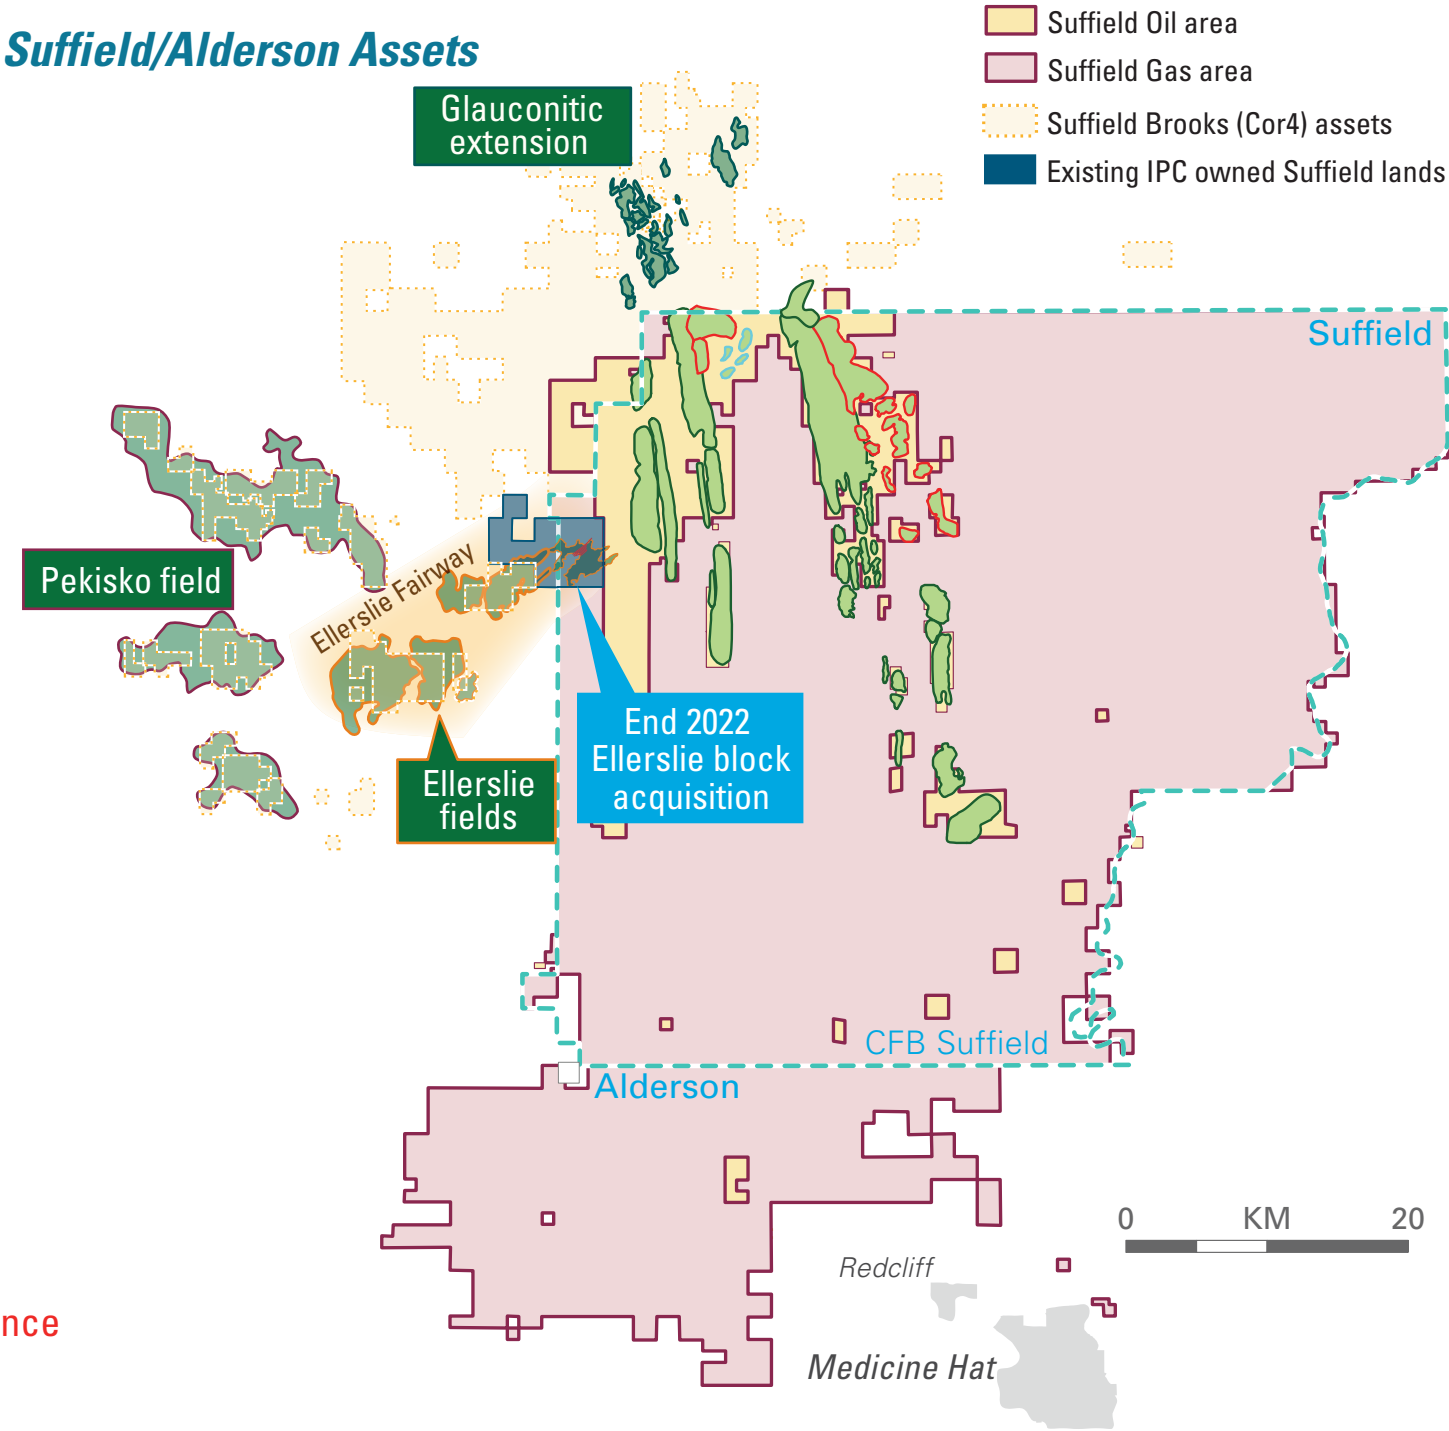 Suffield/Alderson Assets
Suffield Oil area
Suffield Gas area
Suffield Brooks (Cor4) assets
Existing IPC owned Suffield lands
Glauconitic
extension
Suffield
Pekisko field
Ellerslie Fairway
End 2022
Ellerslie block
acquisition
Ellerslie
fields
CFB Suffield
Alderson
0 KM 20
Redcliff
nce
Medicine Hat